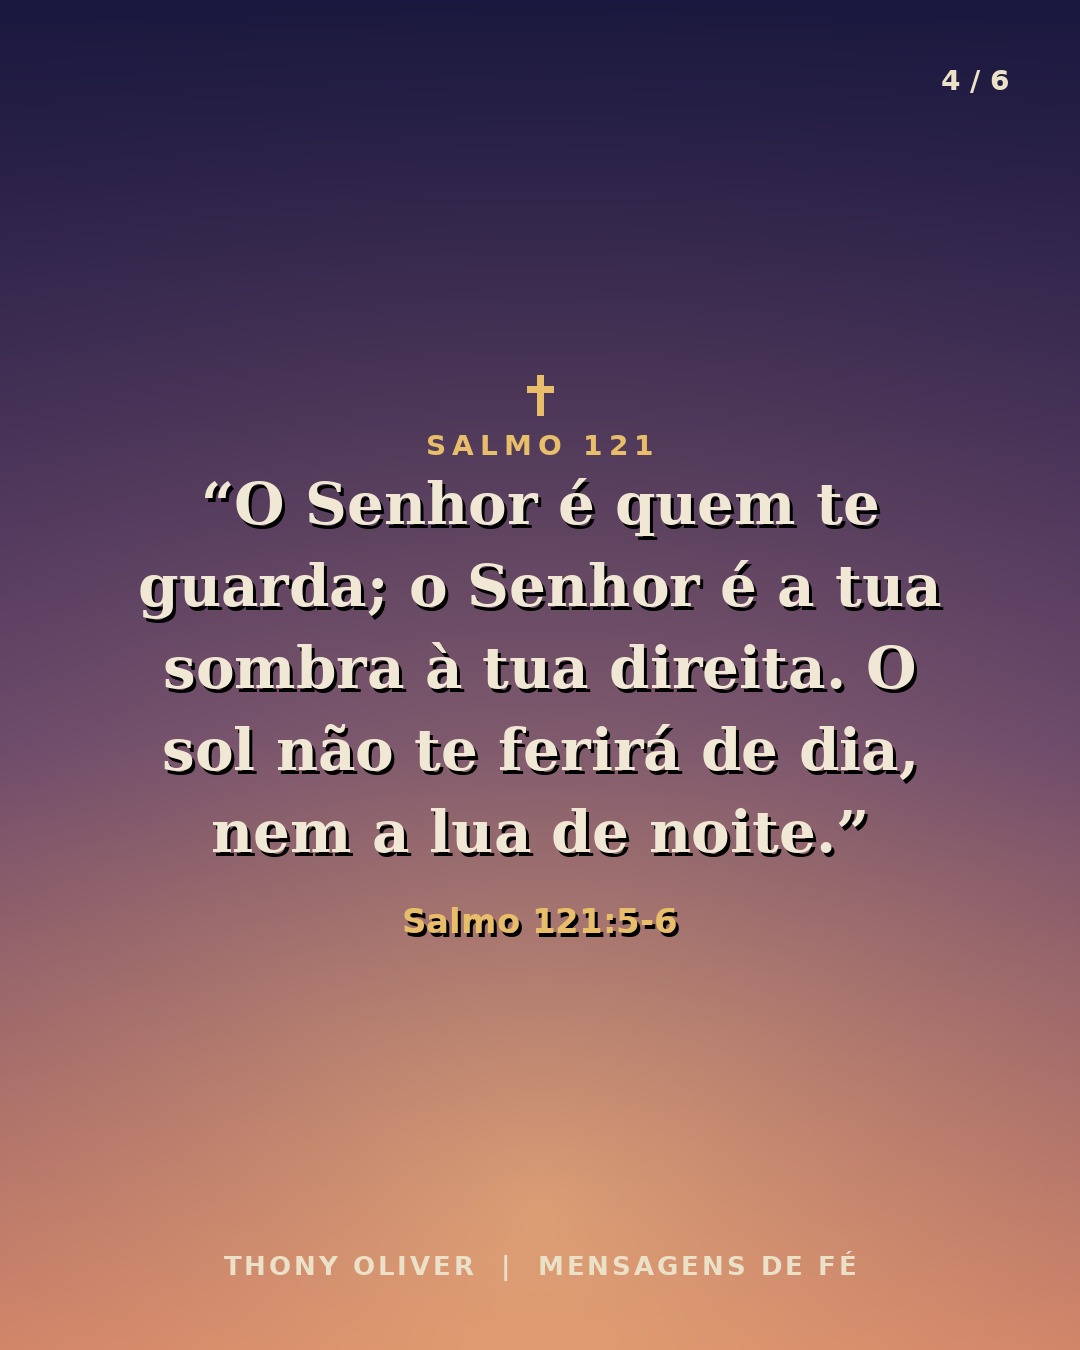 4 / 6
SALMO 121
“O Senhor é quem te
guarda; o Senhor é a tua
sombra à tua direita. O
sol não te ferirá de dia,
nem a lua de noite.”
Salmo 121:5-6
THONY OLIVER | MENSAGENS DE FÉ